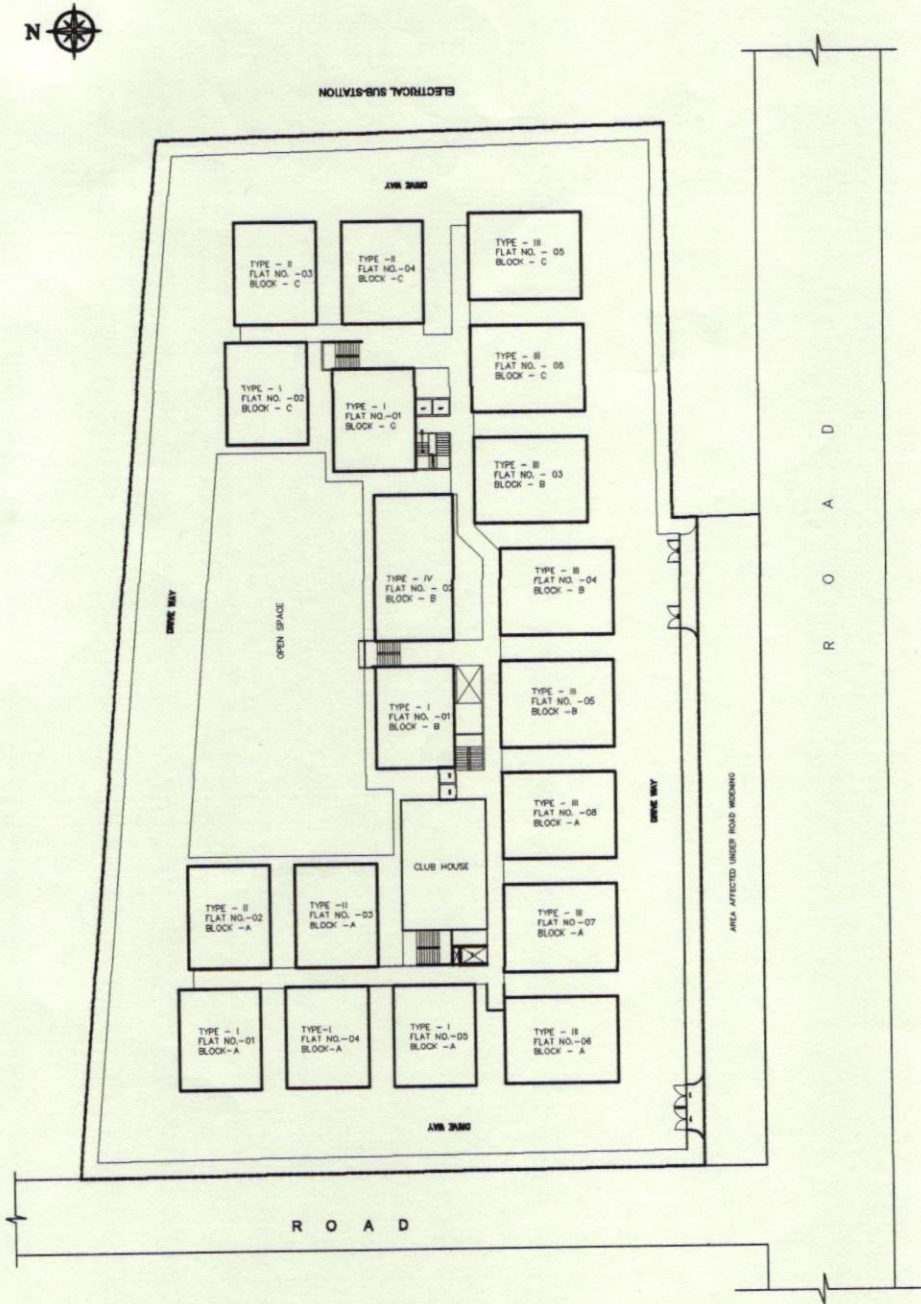 N
ELECTRICAL SUB-STATION
DRIVE WAY
TYPE - II
FLAT NO. -03
BLOCK - C
TYPE -II
FLAT NO.-04
BLOCK - C
TYPE - III
FLAT NO. - 05
BLOCK - C
TYPE - I
FLAT NO. -02
BLOCK - C
TYPE - I
FLAT NO.-01
BLOCK - C
TYPE - III
FLAT NO. - 06
BLOCK - C
TYPE - III
FLAT NO. - 03
BLOCK - B
TYPE - IV
FLAT NO. - 02
BLOCK - B
TYPE - III
FLAT NO. -04
BLOCK - B
DRIVE WAY
OPEN SPACE
TYPE - I
FLAT NO. -01
BLOCK - B
TYPE - III
FLAT NO. -05
BLOCK -B
TYPE - III
FLAT NO. -08
BLOCK -A
DRIVE WAY
AREA AFFECTED UNDER ROAD WIDENING
ROAD
CLUB HOUSE
TYPE - II
FLAT NO.-02
BLOCK -A
TYPE -II
FLAT NO. -03
BLOCK -A
TYPE - III
FLAT NO-07
BLOCK -A
TYPE - I
FLAT NO.-01
BLOCK-A
TYPE-I
FLAT NO.-04
BLOCK-A
TYPE - I
FLAT NO.-05
BLOCK -A
TYPE - III
FLAT NO.-06
BLOCK - A
DRIVE WAY
ROAD